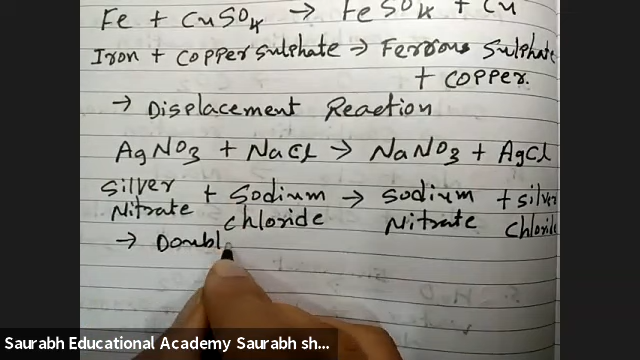 Fe + CuSO4 → FeSO4 + Cu
Iron + Copper sulphate → Ferrous Sulphate
+ Copper.
→ Displacement Reaction
AgNO3 + NaCl → NaNO3 + AgCl
Silver Nitrate + Sodium chloride → Sodium Nitrate + Silver Chloride
→ Doubl
Saurabh Educational Academy Saurabh sh...